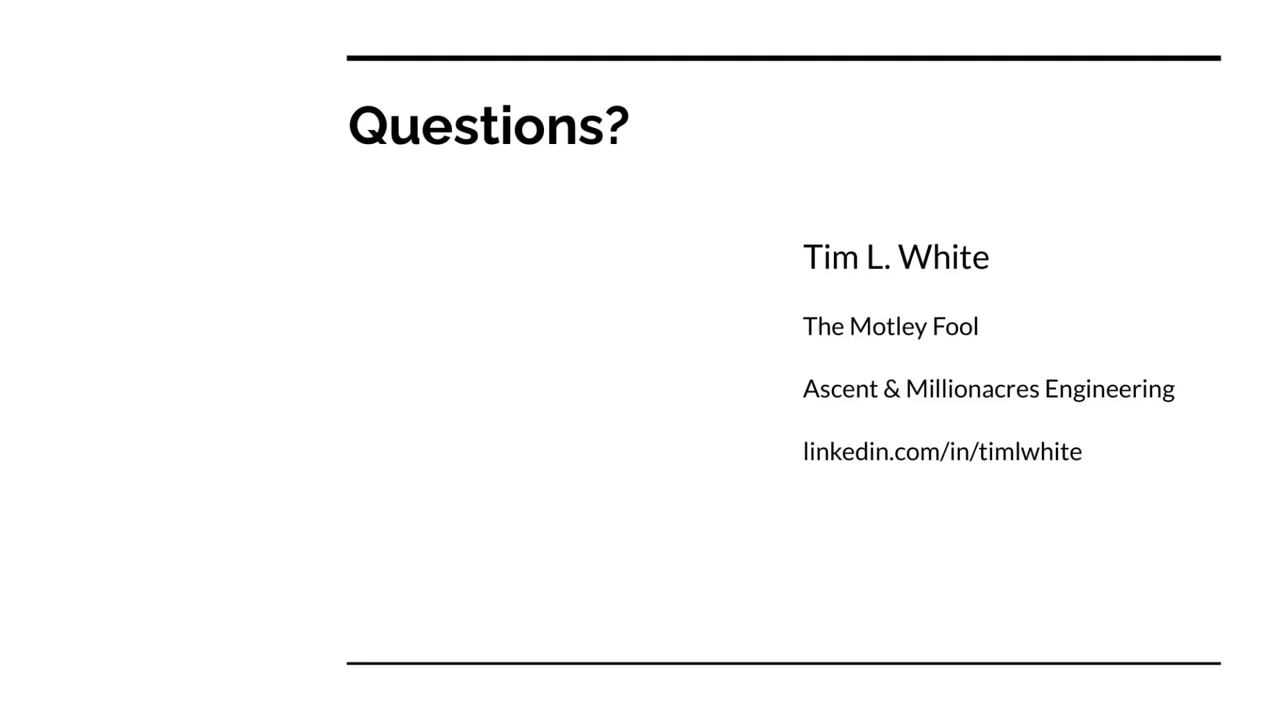 Questions?
Tim L. White
The Motley Fool
Ascent & Millionacres Engineering
linkedin.com/in/timlwhite